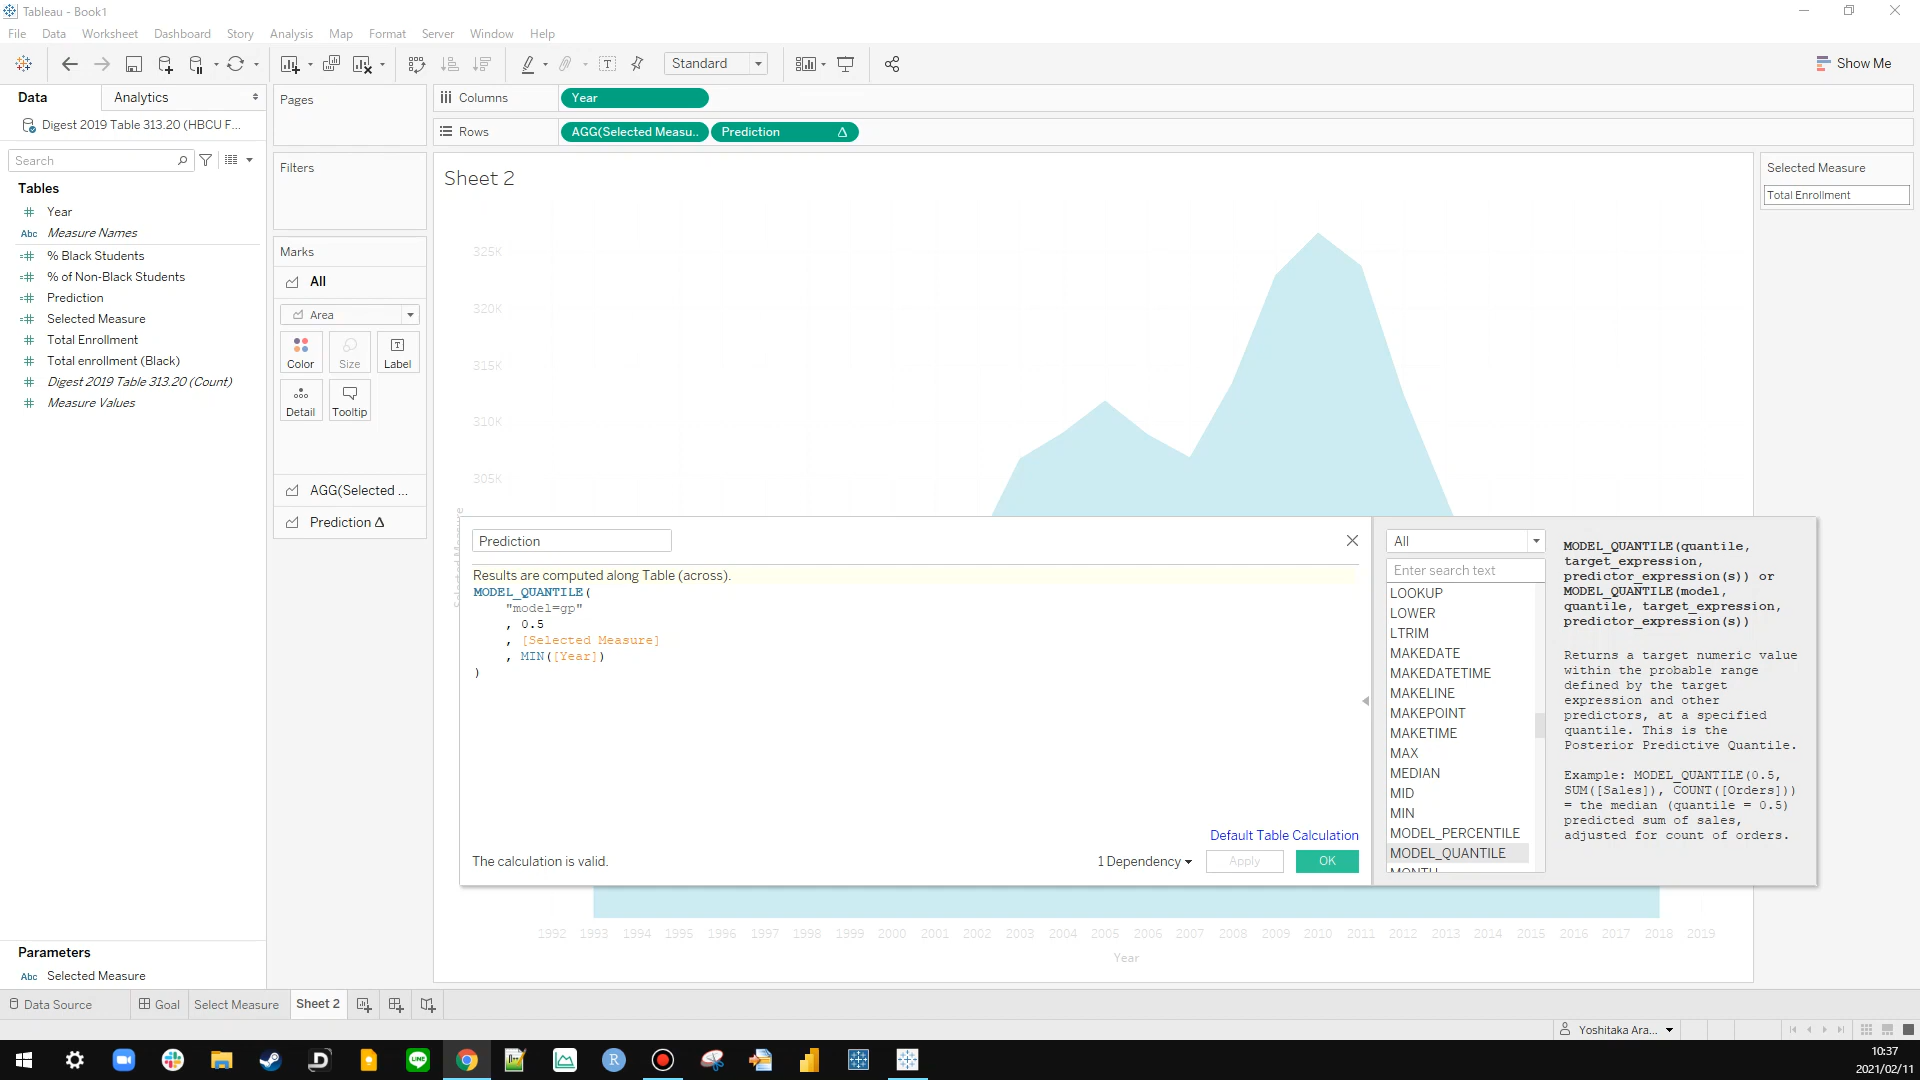 Tableau - Book1
File Data Worksheet Dashboard Story Analysis Map Format Server Window Help
Standard
Show Me
Data
Analytics
Digest 2019 Table 313.20 (HBCU F...
Search
Tables
Year
Abc Measure Names
% Black Students
% of Non-Black Students
Prediction
Selected Measure
Total Enrollment
Total enrollment (Black)
Digest 2019 Table 313.20 (Count)
Measure Values
Parameters
Abc Selected Measure
Pages
Filters
Marks
All
Area
Color
Size
Label
Detail
Tooltip
AGG(Selected ...
Prediction Δ
Columns
Year
Rows
AGG(Selected Measu..
Prediction Δ
Sheet 2
325K
320K
315K
310K
305K
Selected Measure
Selected Measure
Total Enrollment
Prediction
Results are computed along Table (across).
MODEL_QUANTILE(
"model=gp"
, 0.5
, [Selected Measure]
, MIN([Year])
)
Default Table Calculation
The calculation is valid.
1 Dependency
Apply
OK
All
Enter search text
LOOKUP
LOWER
LTRIM
MAKEDATE
MAKEDATETIME
MAKELINE
MAKEPOINT
MAKETIME
MAX
MEDIAN
MID
MIN
MODEL_PERCENTILE
MODEL_QUANTILE
MONTH
MODEL_QUANTILE(quantile,
target_expression,
predictor_expression(s)) or
MODEL_QUANTILE(model,
quantile, target_expression,
predictor_expression(s))
Returns a target numeric value
within the probable range
defined by the target
expression and other
predictors, at a specified
quantile. This is the
Posterior Predictive Quantile.
Example: MODEL_QUANTILE(0.5,
SUM([Sales]), COUNT([Orders]))
= the median (quantile = 0.5)
predicted sum of sales,
adjusted for count of orders.
1992 1993 1994 1995 1996 1997 1998 1999 2000 2001 2002 2003 2004 2005 2006 2007 2008 2009 2010 2011 2012 2013 2014 2015 2016 2017 2018 2019
Year
Data Source
Goal
Select Measure
Sheet 2
Yoshitaka Ara...
LINE
R
10:37
2021/02/11